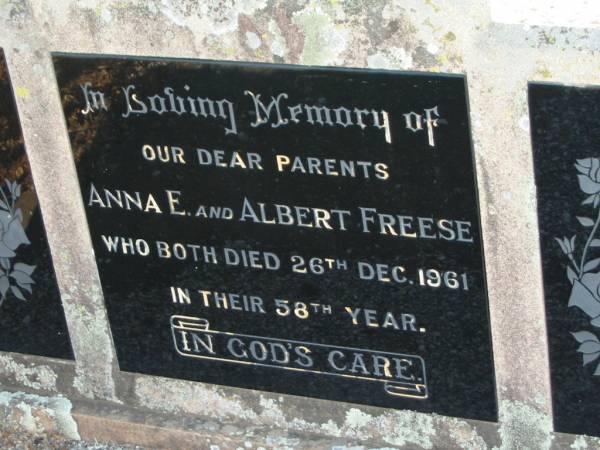 In Loving Memory of
OUR DEAR PARENTS
ANNA E. AND ALBERT FREESE
WHO BOTH DIED 26TH DEC. 1961
IN THEIR 58TH YEAR.
IN GOD'S CARE.